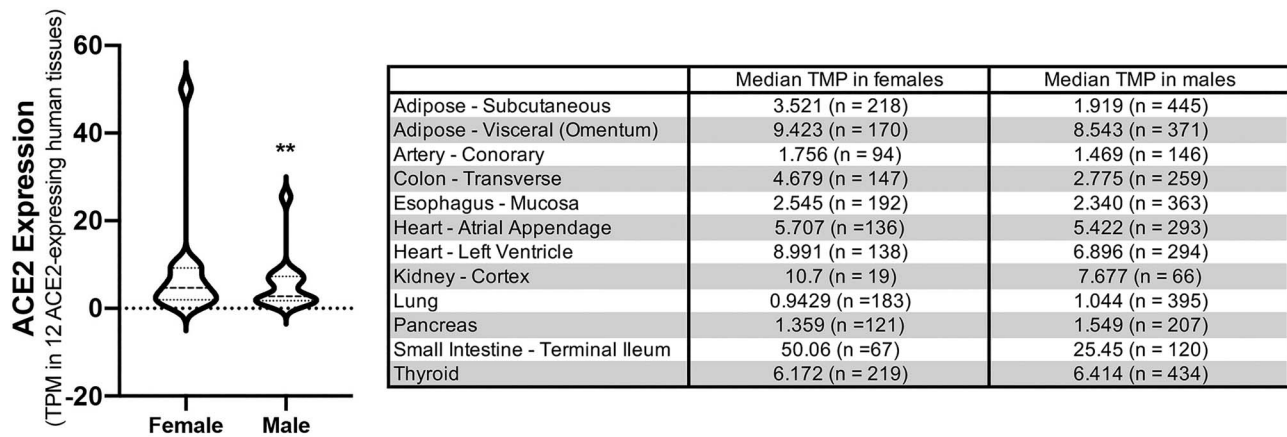 ACE2 Expression
(TPM in 12 ACE2-expressing human tissues)
60
40
20
0
-20
**
Female Male
Median TMP in females Median TMP in males
Adipose - Subcutaneous 3.521 (n = 218) 1.919 (n = 445)
Adipose - Visceral (Omentum) 9.423 (n = 170) 8.543 (n = 371)
Artery - Conorary 1.756 (n = 94) 1.469 (n = 146)
Colon - Transverse 4.679 (n = 147) 2.775 (n = 259)
Esophagus - Mucosa 2.545 (n = 192) 2.340 (n = 363)
Heart - Atrial Appendage 5.707 (n =136) 5.422 (n = 293)
Heart - Left Ventricle 8.991 (n = 138) 6.896 (n = 294)
Kidney - Cortex 10.7 (n = 19) 7.677 (n = 66)
Lung 0.9429 (n =183) 1.044 (n = 395)
Pancreas 1.359 (n =121) 1.549 (n = 207)
Small Intestine - Terminal Ileum 50.06 (n =67) 25.45 (n = 120)
Thyroid 6.172 (n = 219) 6.414 (n = 434)